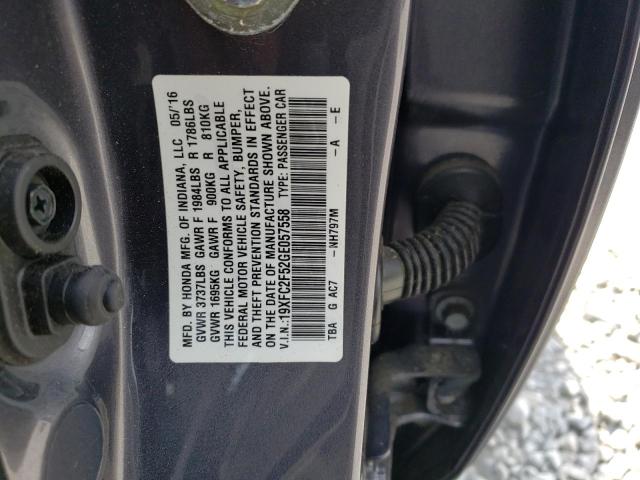 MFD. BY HONDA MFG. OF INDIANA, LLC 05/16
GVWR 3737LBS GAWR F 1984LBS R 1786LBS
GVWR 1695KG GAWR F 900KG R 810KG
THIS VEHICLE CONFORMS TO ALL APPLICABLE
FEDERAL MOTOR VEHICLE SAFETY, BUMPER,
AND THEFT PREVENTION STANDARDS IN EFFECT
ON THE DATE OF MANUFACTURE SHOWN ABOVE.
V.I.N.:19XFC2F52GE057558 TYPE: PASSENGER CAR
TBA G AC7 -NH797M -A -E